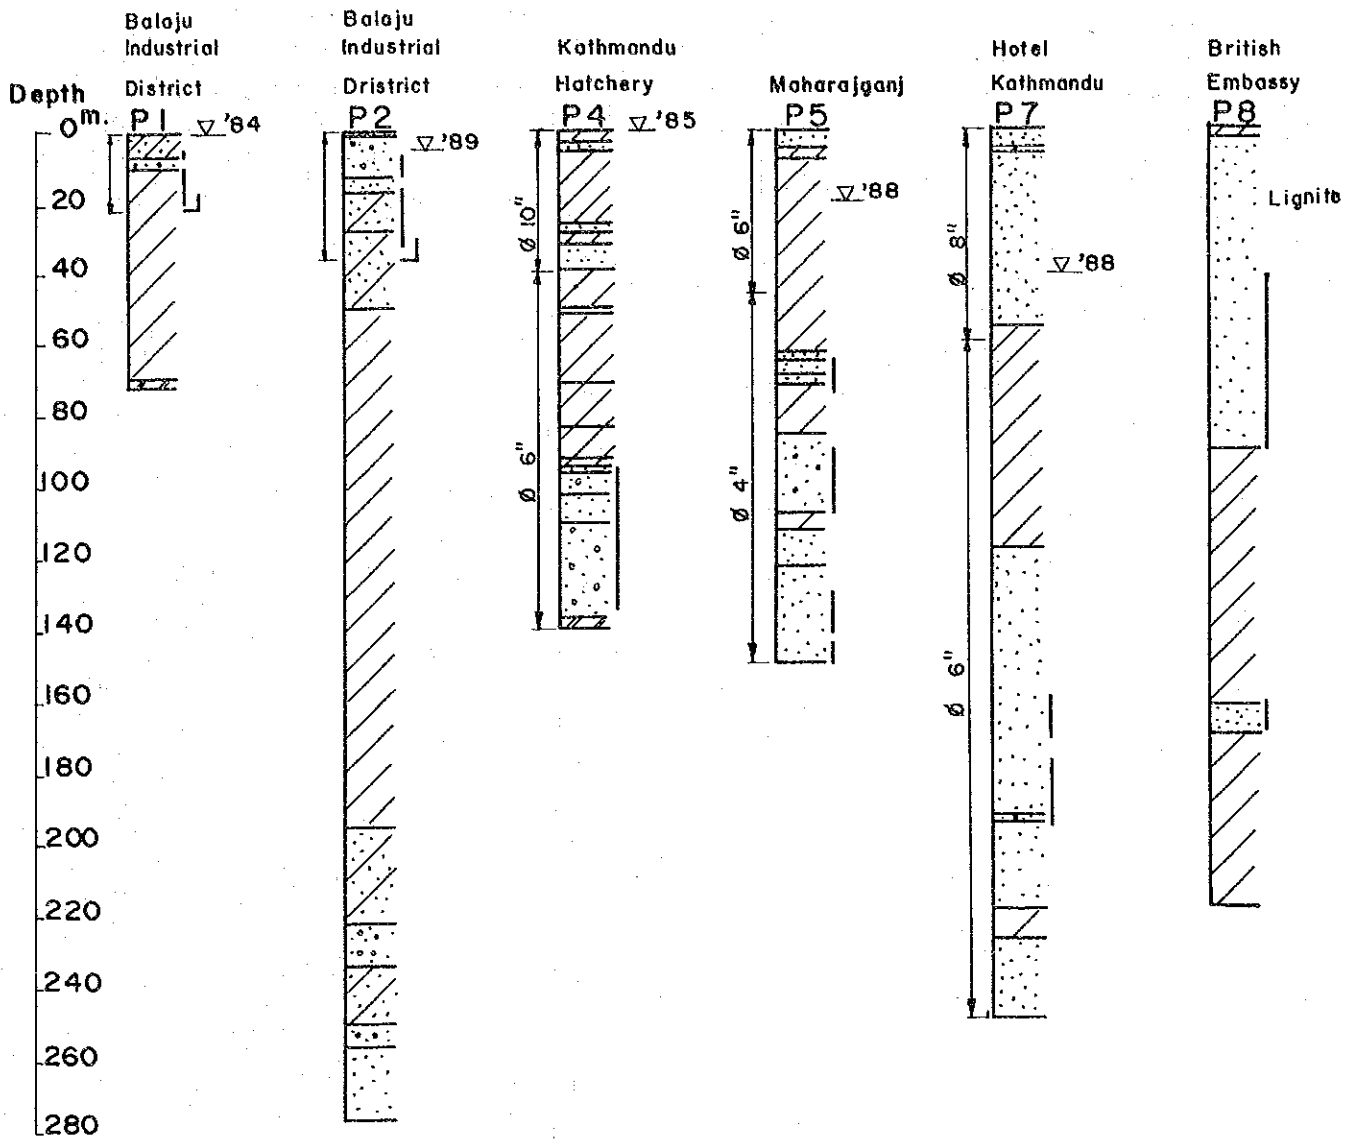 Balaju
Industrial
District
P1
Balaju
Industrial
Dristrict
P2
Kathmandu
Hatchery
P4
Maharajganj
P5
Hotel
Kathmandu
P7
British
Embassy
P8
Depth
0 m.
20
40
60
80
100
120
140
160
180
200
220
240
260
280
▽ '84
▽ '89
▽ '85
▽ '88
▽ '88
Lignite
Ø 10"
Ø 6"
Ø 6"
Ø 4"
Ø 8"
Ø 6"